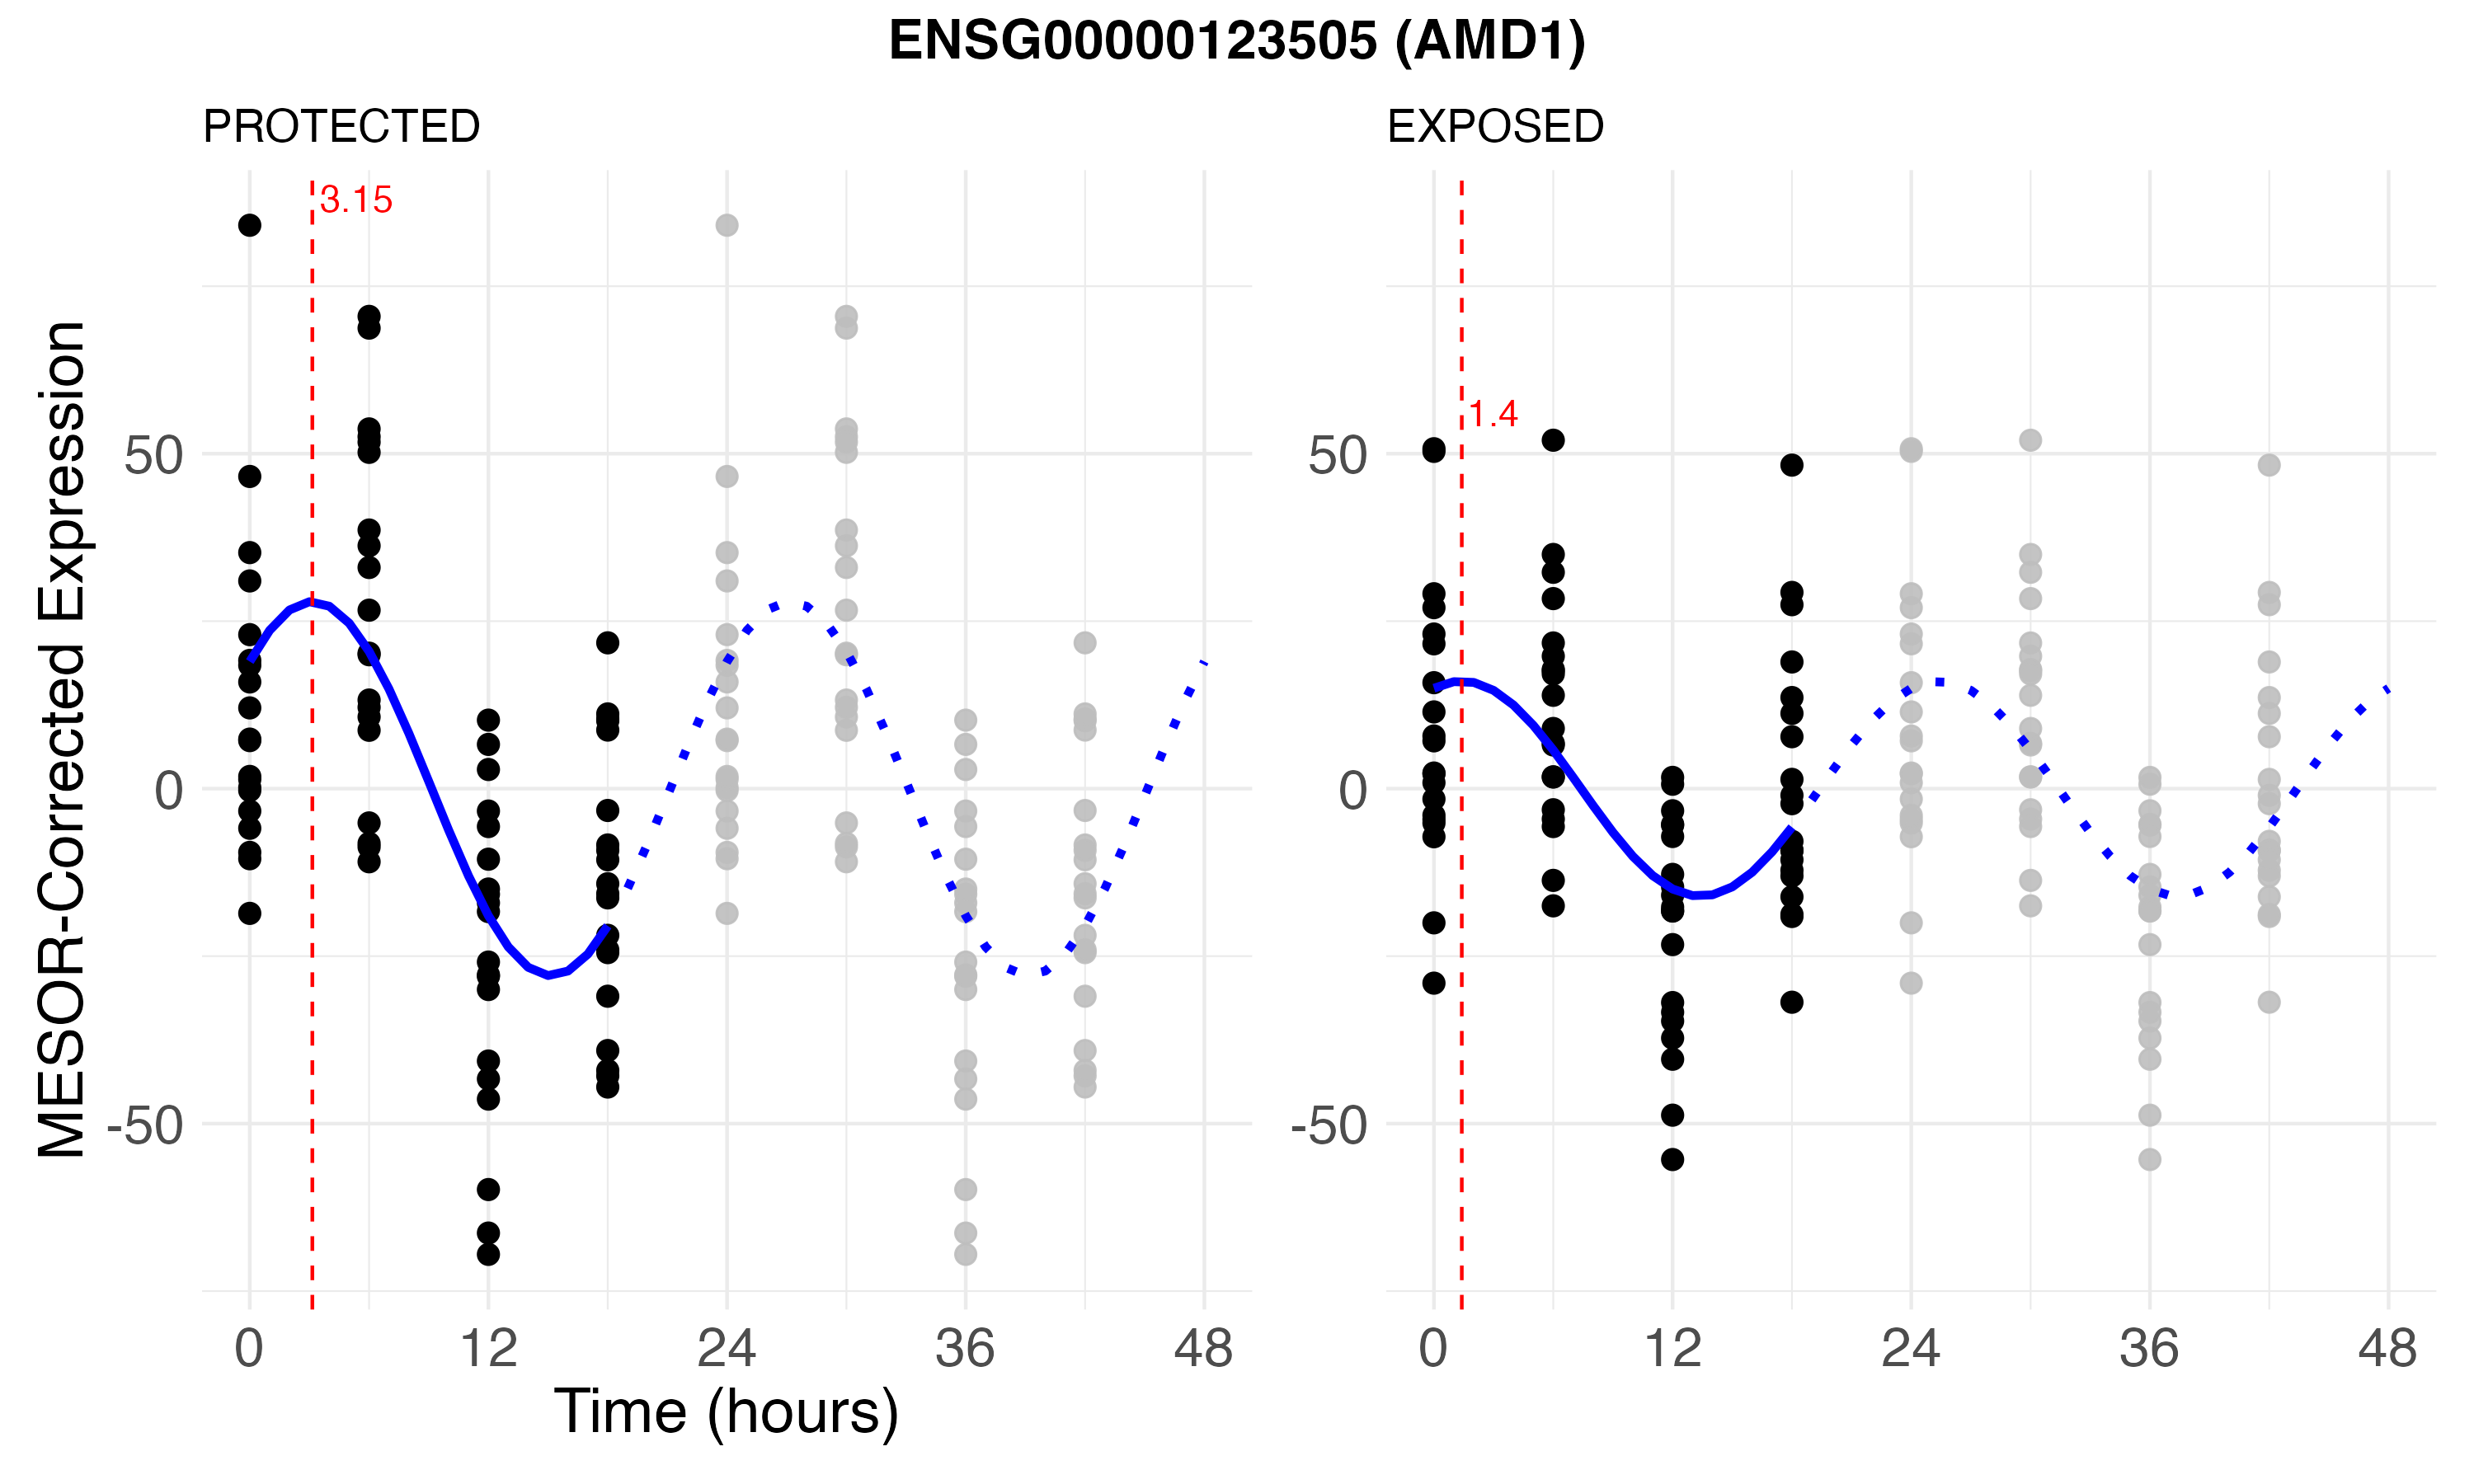 ENSG00000123505 (AMD1)
PROTECTED
EXPOSED
3.15
1.4
MESOR-Corrected Expression
50
0
-50
50
0
-50
0 12 24 36 48
0 12 24 36 48
Time (hours)